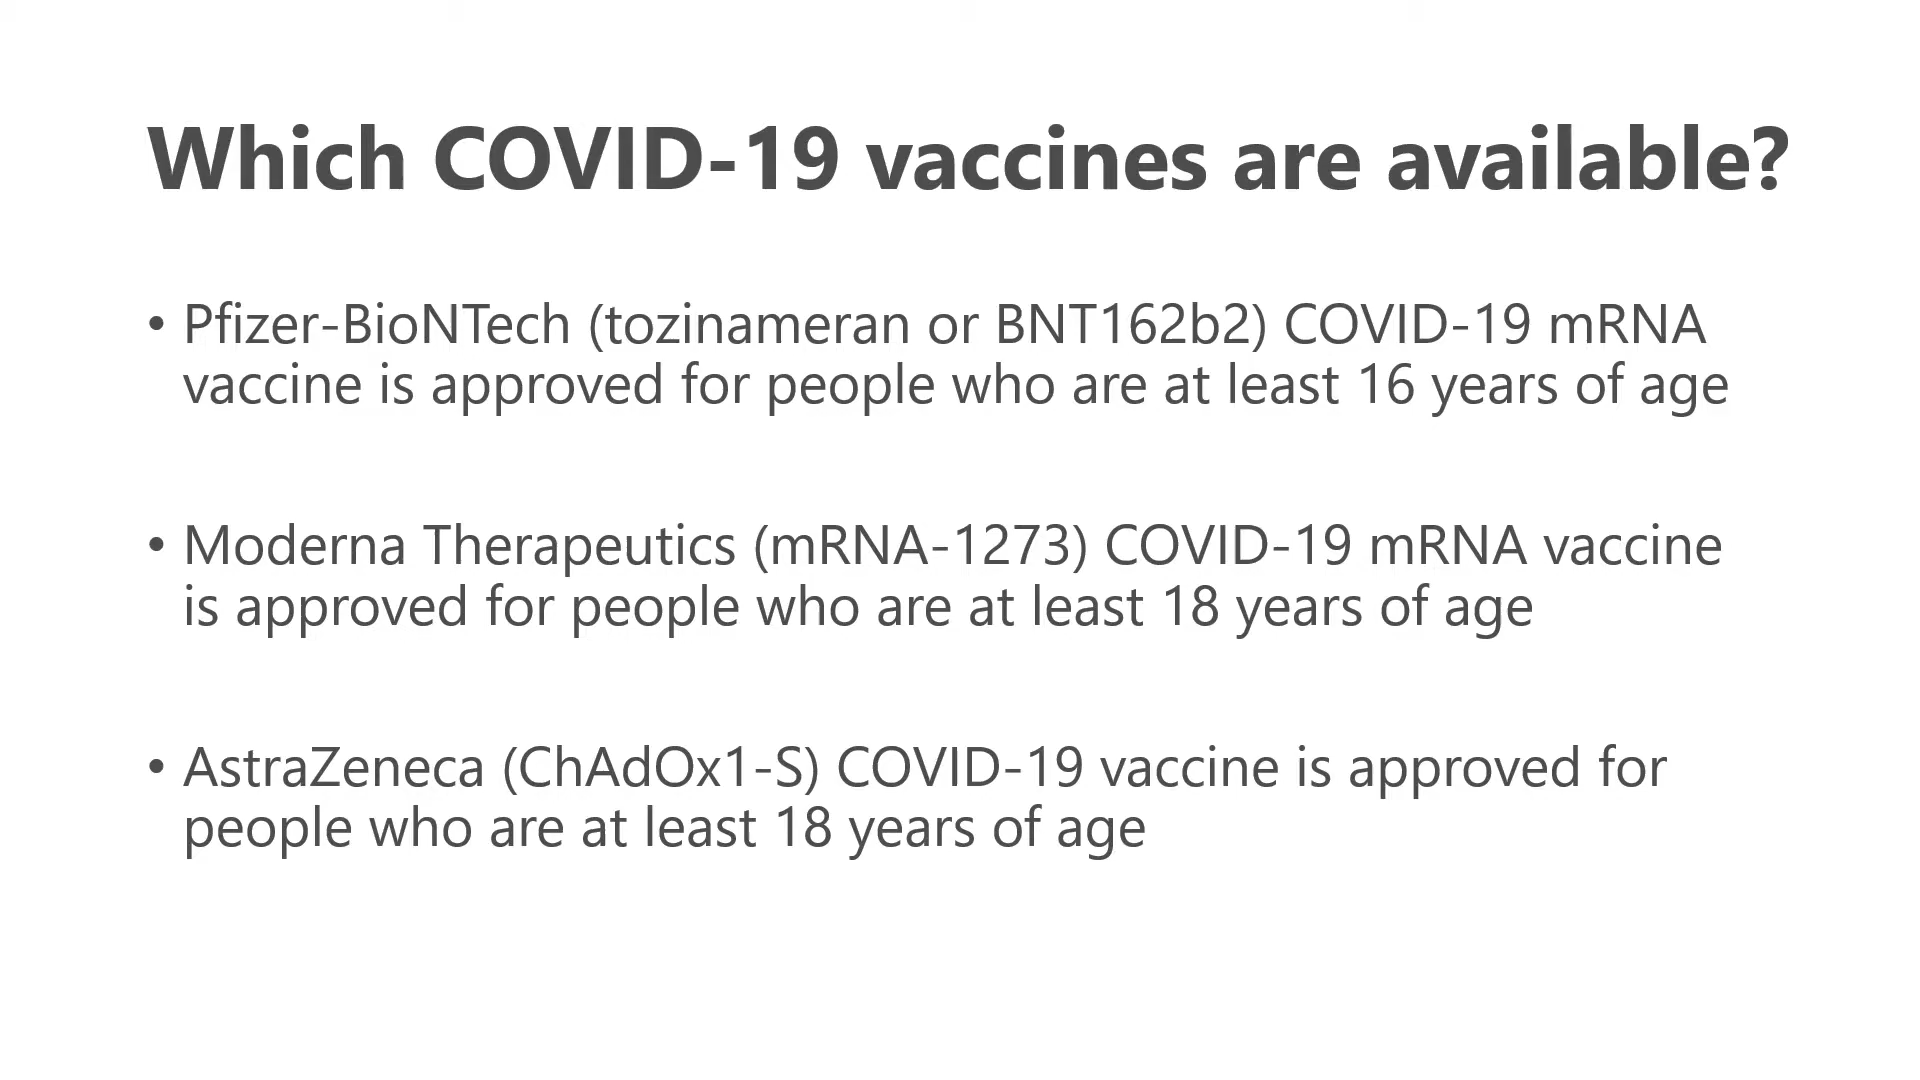 Which COVID-19 vaccines are available?
• Pfizer-BioNTech (tozinameran or BNT162b2) COVID-19 mRNA
vaccine is approved for people who are at least 16 years of age
• Moderna Therapeutics (mRNA-1273) COVID-19 mRNA vaccine
is approved for people who are at least 18 years of age
• AstraZeneca (ChAdOx1-S) COVID-19 vaccine is approved for
people who are at least 18 years of age